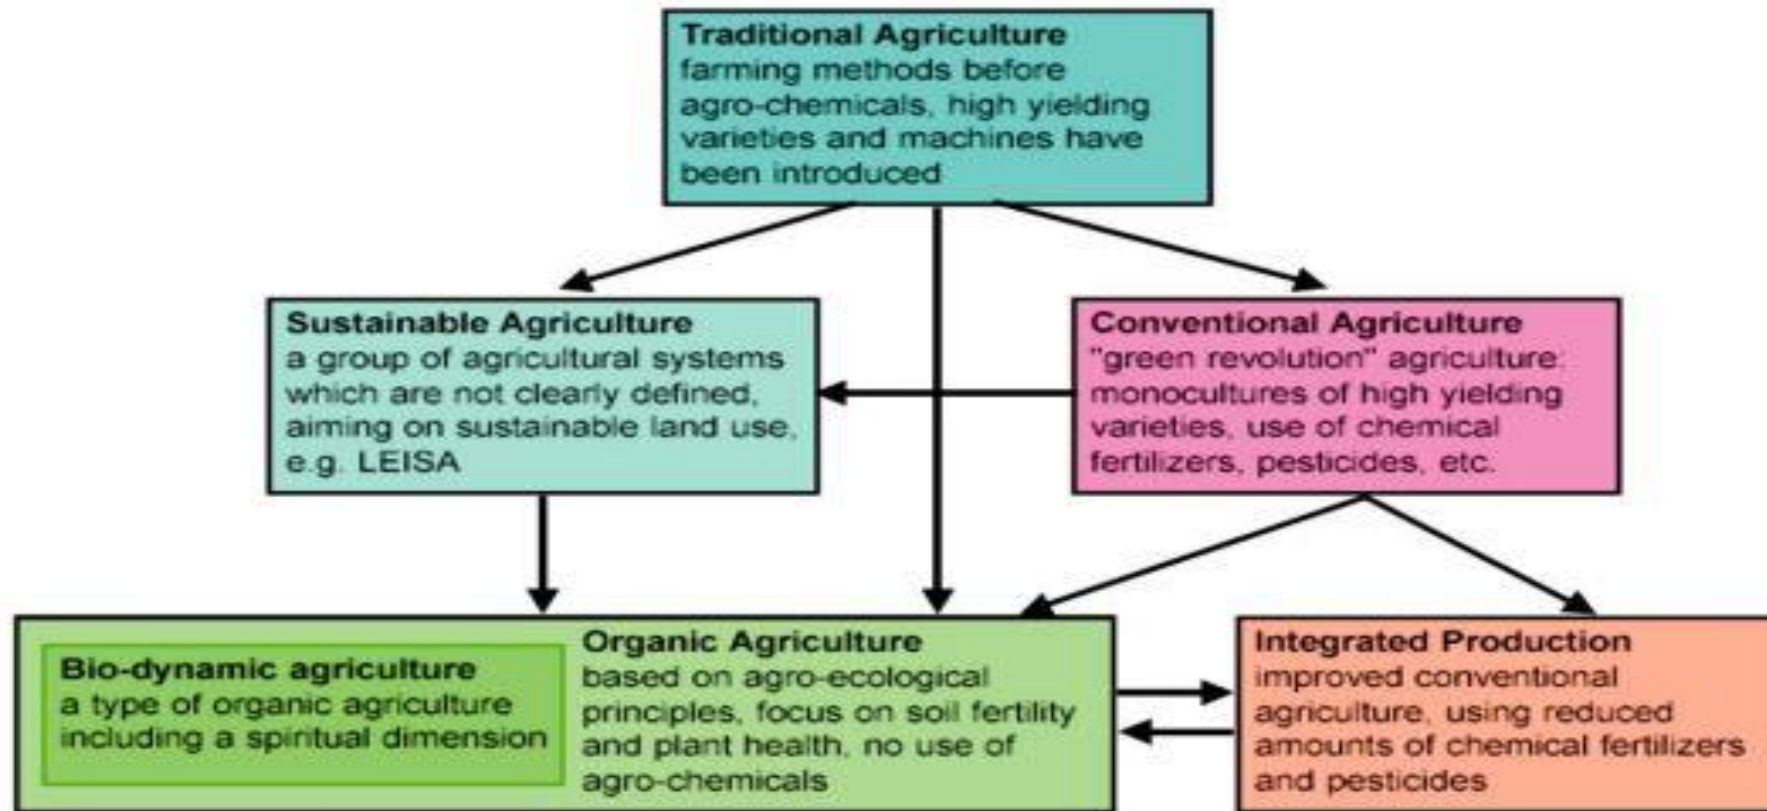 Traditional Agriculture
farming methods before
agro-chemicals, high yielding
varieties and machines have
been introduced
Sustainable Agriculture
a group of agricultural systems
which are not clearly defined,
aiming on sustainable land use,
e.g. LEISA
Conventional Agriculture
"green revolution" agriculture:
monocultures of high yielding
varieties, use of chemical
fertilizers, pesticides, etc.
Bio-dynamic agriculture
a type of organic agriculture
including a spiritual dimension
Organic Agriculture
based on agro-ecological
principles, focus on soil fertility
and plant health, no use of
agro-chemicals
Integrated Production
improved conventional
agriculture, using reduced
amounts of chemical fertilizers
and pesticides